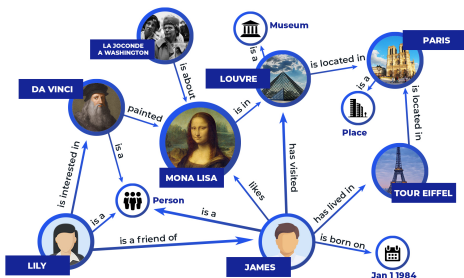 LA JOCONDE
A WASHINGTON
Museum
PARIS
is a
is located in
LOUVRE
is about
is a
DA VINCI
painted
is in
Place
is located in
MONA LISA
is a
is interested in
has visited
TOUR EIFFEL
Person
likes
has lived in
is a
is a
is a friend of
is born on
LILY
JAMES
Jan 1 1984